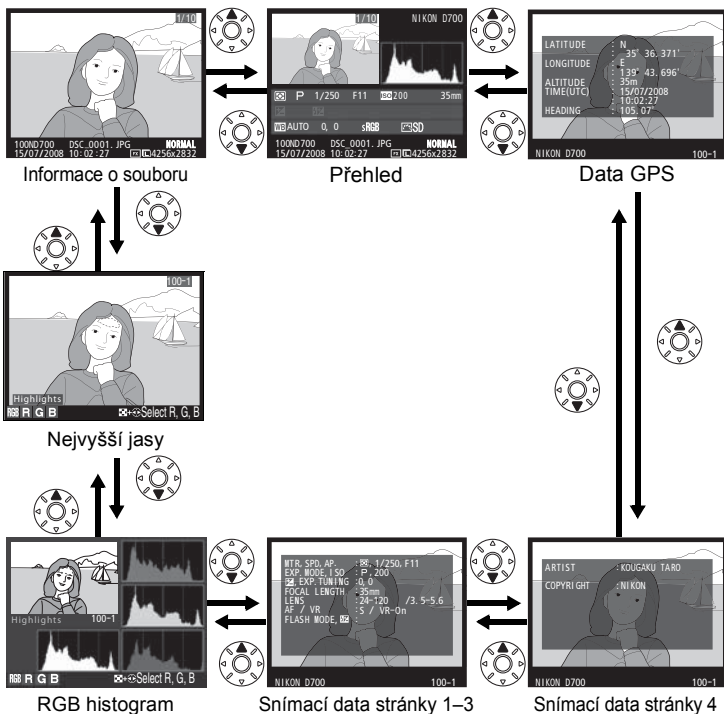 1/10
100ND700 DSC_0001. JPG NORMAL
15/07/2008 10:02:27 FX L 4256x2832
Informace o souboru
1/10 NIKON D700
P 1/250 F11 ISO 200 35mm
WB AUTO 0, 0 sRGB SD
100ND700 DSC_0001. JPG NORMAL
15/07/2008 10:02:27 FX L 4256x2832
Přehled
LATITUDE : N
35° 36.371'
LONGITUDE : E
139° 43.696'
ALTITUDE : 35m
TIME(UTC) : 15/07/2008
: 10:02:27
HEADING : 105.07°
NIKON D700 100-1
Data GPS
100-1
Highlights
RGB R G B Select R, G, B
Nejvyšší jasy
Highlights 100-1
RGB R G B Select R, G, B
RGB histogram
MTR, SPD, AP. : , 1/250, F11
EXP. MODE, ISO : P, 200
, EXP. TUNING : 0, 0
FOCAL LENGTH : 35mm
LENS : 24-120 /3.5-5.6
AF / VR : S / VR-On
FLASH MODE, :
NIKON D700 100-1
Snímací data stránky 1–3
ARTIST : KOUGAKU TARO
COPYRIGHT : NIKON
NIKON D700 100-1
Snímací data stránky 4